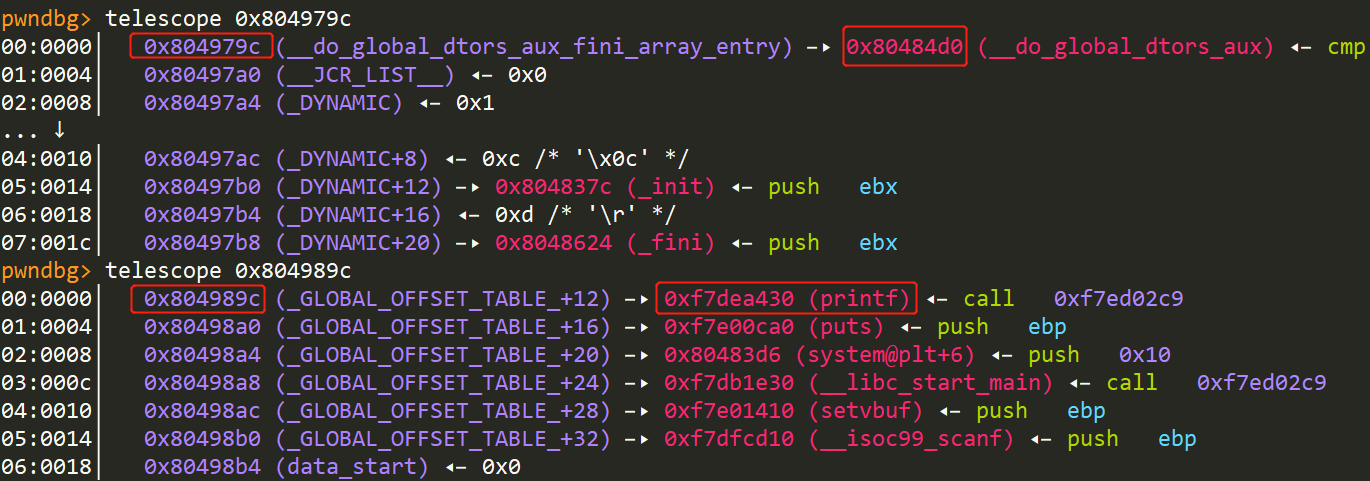 pwndbg> telescope 0x804979c
00:0000│ 0x804979c (__do_global_dtors_aux_fini_array_entry) —▸ 0x80484d0 (__do_global_dtors_aux) ◂— cmp
01:0004│ 0x80497a0 (__JCR_LIST__) ◂— 0x0
02:0008│ 0x80497a4 (_DYNAMIC) ◂— 0x1
... ↓
04:0010│ 0x80497ac (_DYNAMIC+8) ◂— 0xc /* '\x0c' */
05:0014│ 0x80497b0 (_DYNAMIC+12) —▸ 0x804837c (_init) ◂— push ebx
06:0018│ 0x80497b4 (_DYNAMIC+16) ◂— 0xd /* '\r' */
07:001c│ 0x80497b8 (_DYNAMIC+20) —▸ 0x8048624 (_fini) ◂— push ebx
pwndbg> telescope 0x804989c
00:0000│ 0x804989c (_GLOBAL_OFFSET_TABLE_+12) —▸ 0xf7dea430 (printf) ◂— call 0xf7ed02c9
01:0004│ 0x80498a0 (_GLOBAL_OFFSET_TABLE_+16) —▸ 0xf7e00ca0 (puts) ◂— push ebp
02:0008│ 0x80498a4 (_GLOBAL_OFFSET_TABLE_+20) —▸ 0x80483d6 (system@plt+6) ◂— push 0x10
03:000c│ 0x80498a8 (_GLOBAL_OFFSET_TABLE_+24) —▸ 0xf7db1e30 (__libc_start_main) ◂— call 0xf7ed02c9
04:0010│ 0x80498ac (_GLOBAL_OFFSET_TABLE_+28) —▸ 0xf7e01410 (setvbuf) ◂— push ebp
05:0014│ 0x80498b0 (_GLOBAL_OFFSET_TABLE_+32) —▸ 0xf7dfcd10 (__isoc99_scanf) ◂— push ebp
06:0018│ 0x80498b4 (data_start) ◂— 0x0